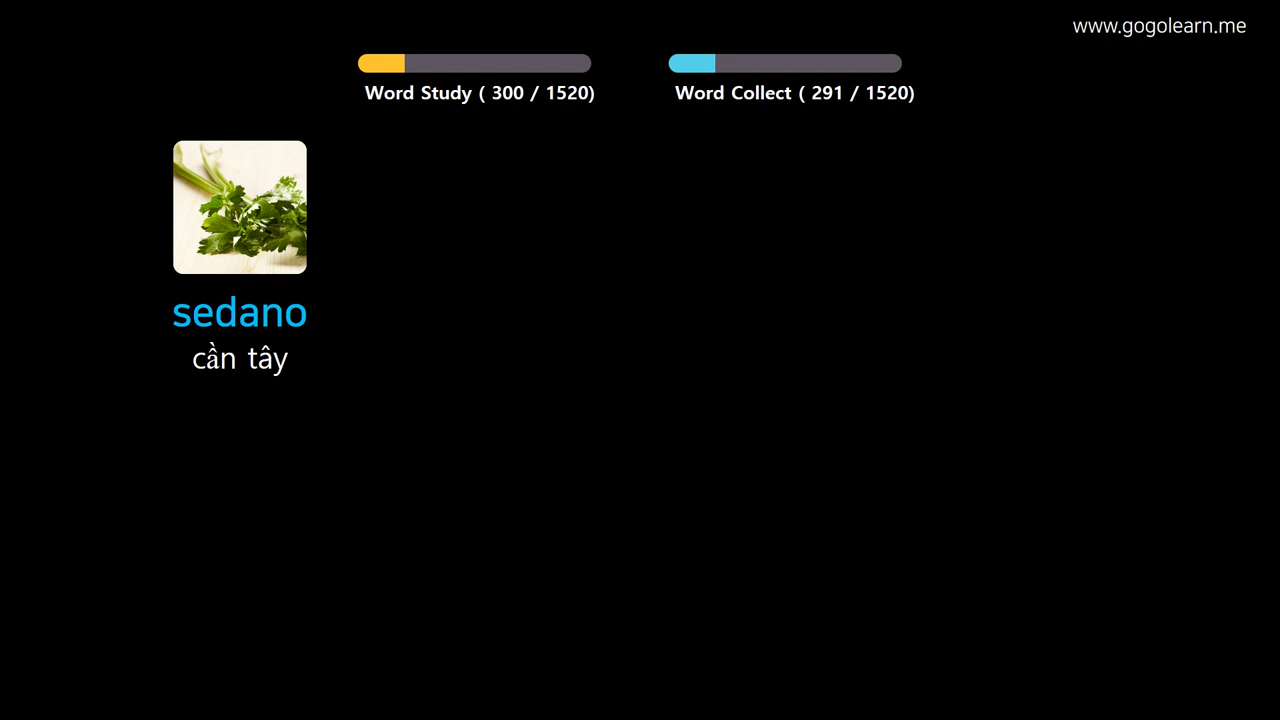 www.gogolearn.me
Word Study ( 300 / 1520)
Word Collect ( 291 / 1520)
sedano
cần tây